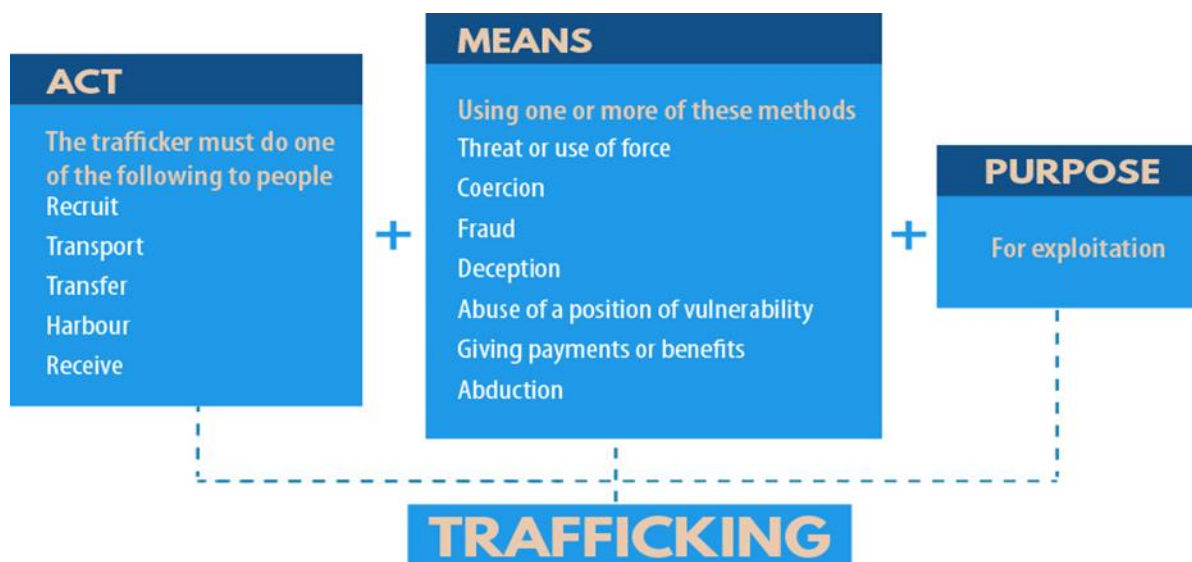 ACT
The trafficker must do one
of the following to people
Recruit
Transport
Transfer
Harbour
Receive
+
MEANS
Using one or more of these methods
Threat or use of force
Coercion
Fraud
Deception
Abuse of a position of vulnerability
Giving payments or benefits
Abduction
+
PURPOSE
For exploitation
TRAFFICKING